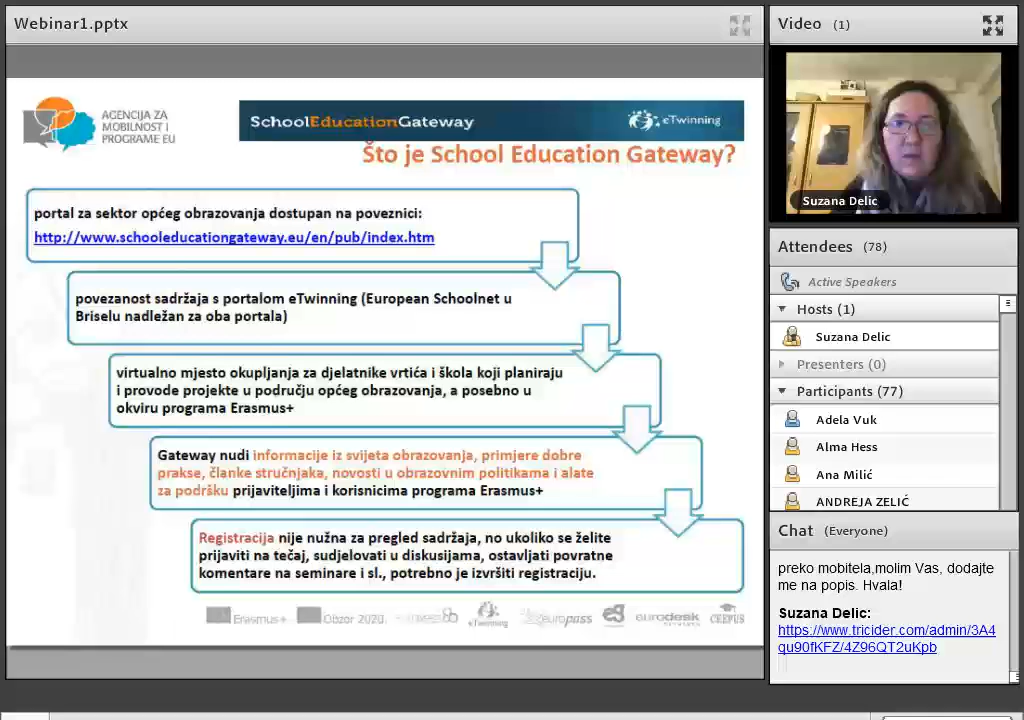 Webinar1.pptx
AGENCIJA ZA
MOBILNOST I
PROGRAME EU
SchoolEducationGateway
eTwinning
Što je School Education Gateway?
portal za sektor općeg obrazovanja dostupan na poveznici:
http://www.schooleducationgateway.eu/en/pub/index.htm
povezanost sadržaja s portalom eTwinning (European Schoolnet u
Briselu nadležan za oba portala)
virtualno mjesto okupljanja za djelatnike vrtića i škola koji planiraju
i provode projekte u području općeg obrazovanja, a posebno u
okviru programa Erasmus+
Gateway nudi informacije iz svijeta obrazovanja, primjere dobre
prakse, članke stručnjaka, novosti u obrazovnim politikama i alate
za podršku prijaviteljima i korisnicima programa Erasmus+
Registracija nije nužna za pregled sadržaja, no ukoliko se želite
prijaviti na tečaj, sudjelovati u diskusijama, ostavljati povratne
komentare na seminare i sl., potrebno je izvršiti registraciju.
Erasmus+
Obzor 2020.
eTwinning
europass
eurodesk
CEEPUS
Video (1)
Suzana Delic
Attendees (78)
Active Speakers
Hosts (1)
Suzana Delic
Presenters (0)
Participants (77)
Adela Vuk
Alma Hess
Ana Milić
ANDREJA ZELIĆ
Chat (Everyone)
preko mobitela,molim Vas, dodajte
me na popis. Hvala!
Suzana Delic:
https://www.tricider.com/admin/3A4
qu90fKFZ/4Z96QT2uKpb